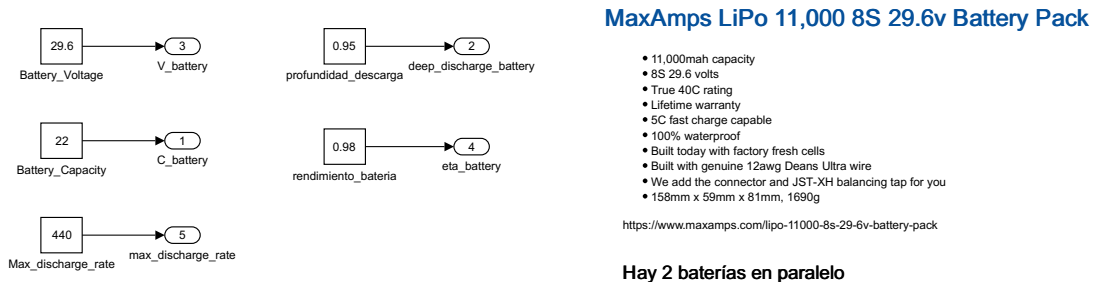 29.6
Battery_Voltage
3
V_battery
0.95
profundidad_descarga
2
deep_discharge_battery
22
Battery_Capacity
1
C_battery
0.98
rendimiento_bateria
4
eta_battery
440
Max_discharge_rate
5
max_discharge_rate
MaxAmps LiPo 11,000 8S 29.6v Battery Pack
• 11,000mah capacity
• 8S 29.6 volts
• True 40C rating
• Lifetime warranty
• 5C fast charge capable
• 100% waterproof
• Built today with factory fresh cells
• Built with genuine 12awg Deans Ultra wire
• We add the connector and JST-XH balancing tap for you
• 158mm x 59mm x 81mm, 1690g
https://www.maxamps.com/lipo-11000-8s-29-6v-battery-pack
Hay 2 baterías en paralelo